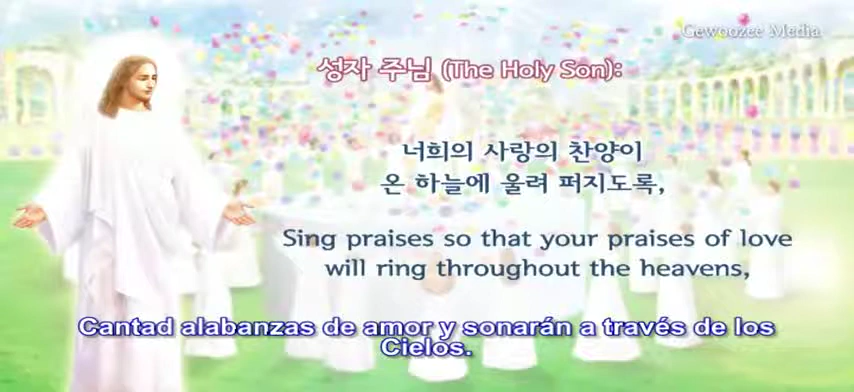 Gewoozee Media
성자 주님 (The Holy Son):
너희의 사랑의 찬양이
온 하늘에 울려 퍼지도록,
Sing praises so that your praises of love
will ring throughout the heavens,
Cantad alabanzas de amor y sonarán a través de los
Cielos.